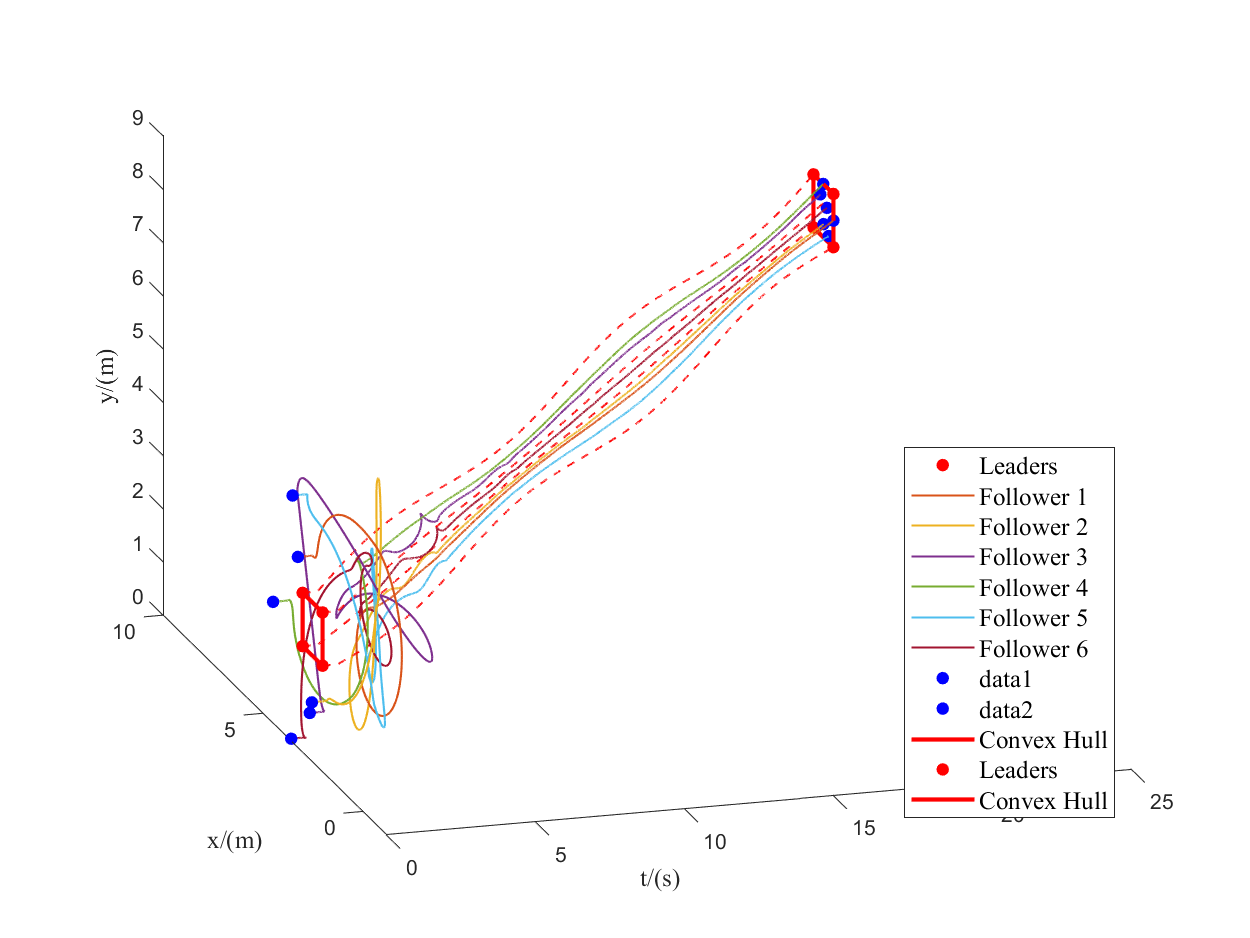 9
8
7
6
5
4
3
2
1
0
y/(m)
10
5
0
x/(m)
0
5
10
15
20
25
t/(s)
Leaders
Follower 1
Follower 2
Follower 3
Follower 4
Follower 5
Follower 6
data1
data2
Convex Hull
Leaders
Convex Hull